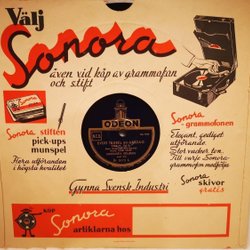 Välj
Sonora
även vid köp av grammofon
och stift
ODEON
Sonora stiften
pick-ups
munspel
Flera utföranden
i högsta kvalitet
Sonora
-grammofonen
Elegant, gediget
utförande.
Stor vacker ton.
Till varje Sonora-
grammofon medföljer
Sonora
skivor
gratis
Gynna Svensk Industri
KÖP
Sonora
artiklarna hos